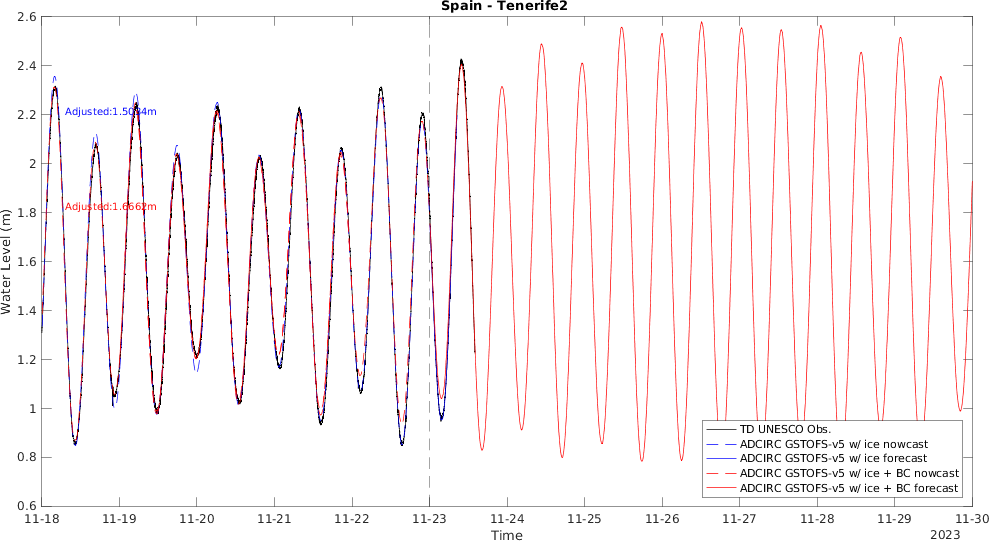 Spain - Tenerife2
2.6
2.4
2.2
2
1.8
1.6
1.4
1.2
1
0.8
0.6
Water Level (m)
Adjusted:1.5034m
Adjusted:1.6662m
TD UNESCO Obs.
ADCIRC GSTOFS-v5 w/ ice nowcast
ADCIRC GSTOFS-v5 w/ ice forecast
ADCIRC GSTOFS-v5 w/ ice + BC nowcast
ADCIRC GSTOFS-v5 w/ ice + BC forecast
11-18 11-19 11-20 11-21 11-22 11-23 11-24 11-25 11-26 11-27 11-28 11-29 11-30
Time
2023